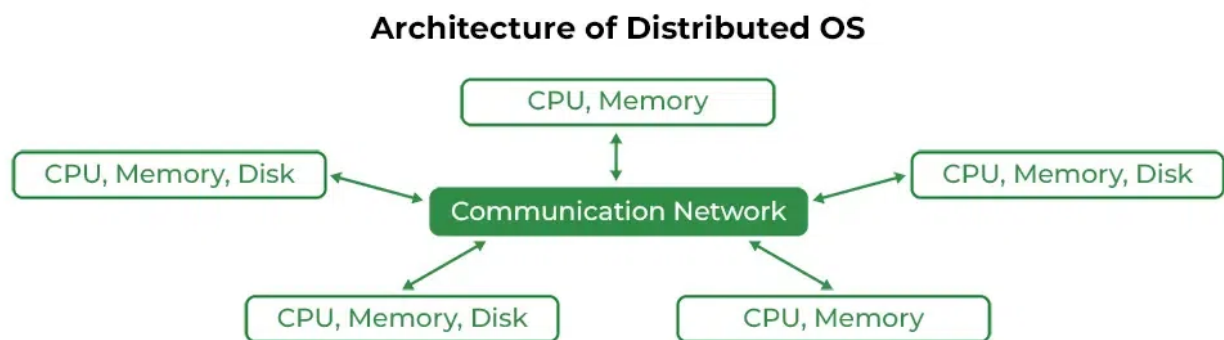 Architecture of Distributed OS
CPU, Memory
CPU, Memory, Disk
CPU, Memory, Disk
Communication Network
CPU, Memory, Disk
CPU, Memory